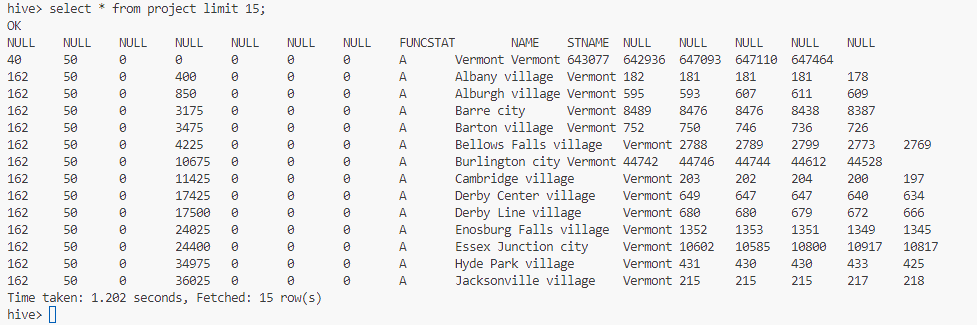 hive> select * from project limit 15;
OK
NULL NULL NULL NULL NULL NULL NULL FUNCSTAT NAME STNAME NULL NULL NULL NULL NULL
40 50 0 0 0 0 0 A Vermont Vermont 643077 642936 647093 647110 647464
162 50 0 400 0 0 0 A Albany village Vermont 182 181 181 181 178
162 50 0 850 0 0 0 A Alburgh village Vermont 595 593 607 611 609
162 50 0 3175 0 0 0 A Barre city Vermont 8489 8476 8476 8438 8387
162 50 0 3475 0 0 0 A Barton village Vermont 752 750 746 736 726
162 50 0 4225 0 0 0 A Bellows Falls village Vermont 2788 2789 2799 2773 2769
162 50 0 10675 0 0 0 A Burlington city Vermont 44742 44746 44744 44612 44528
162 50 0 11425 0 0 0 A Cambridge village Vermont 203 202 204 200 197
162 50 0 17425 0 0 0 A Derby Center village Vermont 649 647 647 640 634
162 50 0 17500 0 0 0 A Derby Line village Vermont 680 680 679 672 666
162 50 0 24025 0 0 0 A Enosburg Falls village Vermont 1352 1353 1351 1349 1345
162 50 0 24400 0 0 0 A Essex Junction city Vermont 10602 10585 10800 10917 10817
162 50 0 34975 0 0 0 A Hyde Park village Vermont 431 430 430 433 425
162 50 0 36025 0 0 0 A Jacksonville village Vermont 215 215 215 217 218
Time taken: 1.202 seconds, Fetched: 15 row(s)
hive>